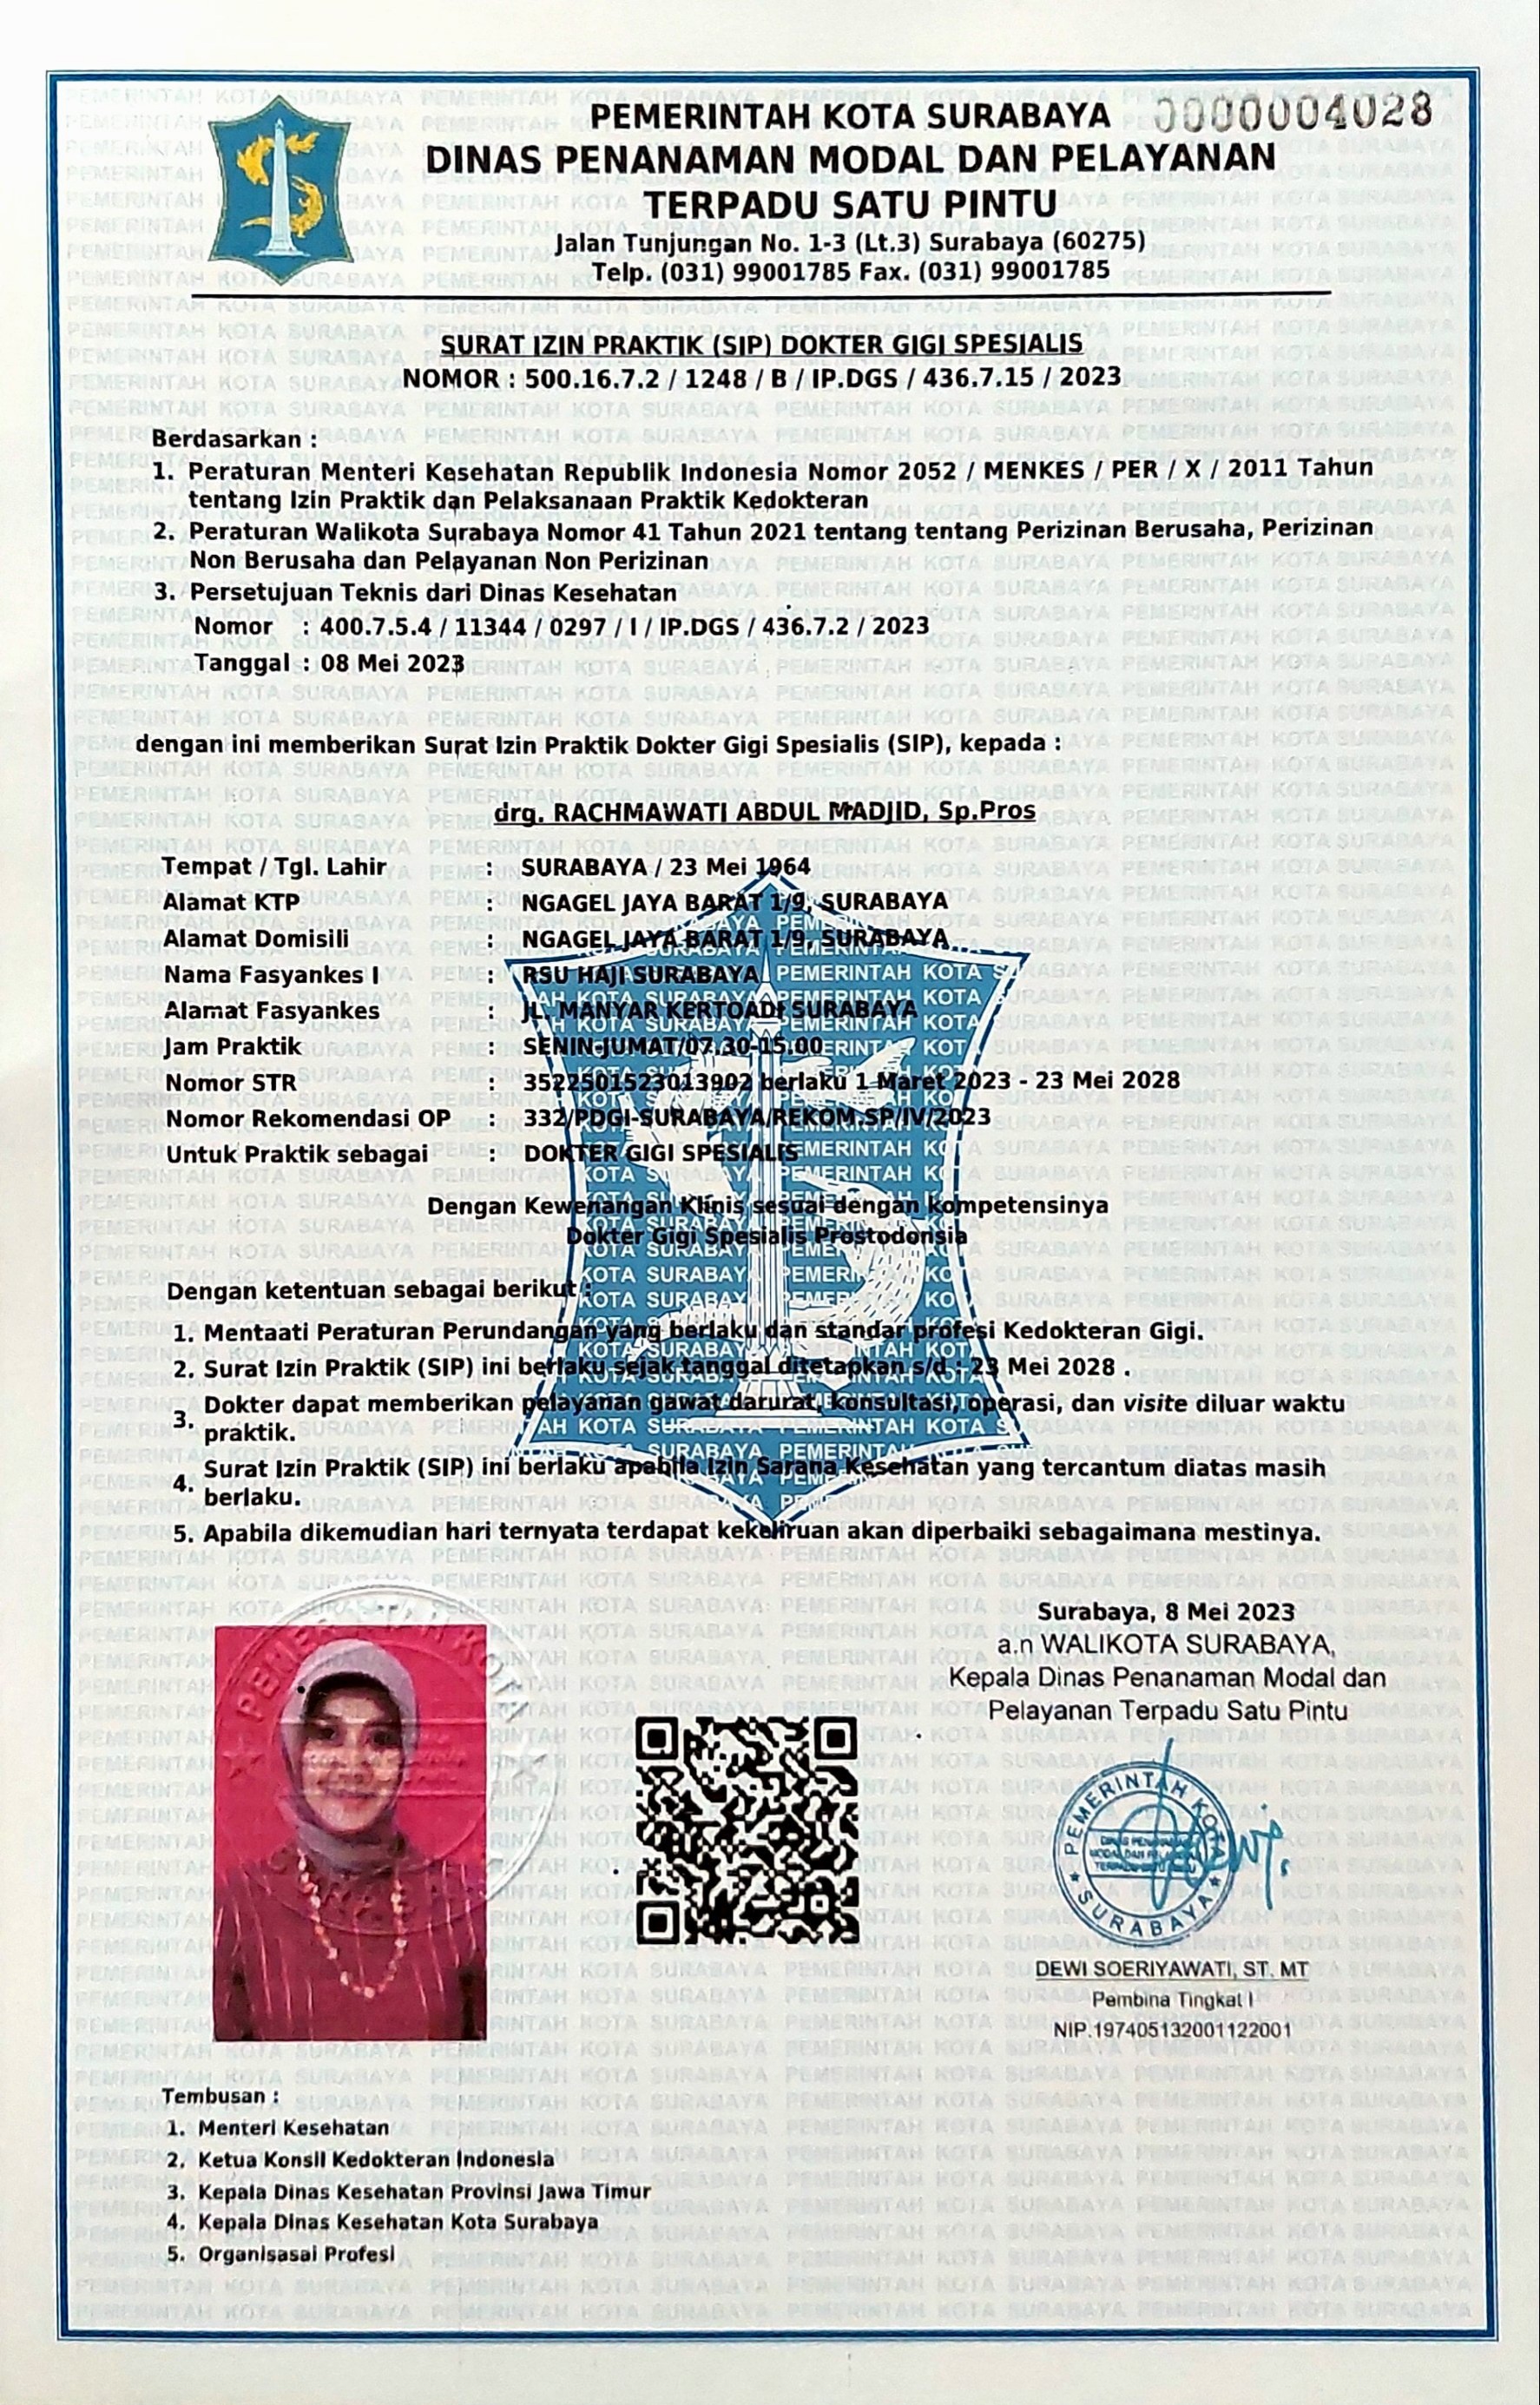 PEMERINTAH KOTA SURABAYA 0000004028
DINAS PENANAMAN MODAL DAN PELAYANAN
TERPADU SATU PINTU
Jalan Tunjungan No. 1-3 (Lt.3) Surabaya (60275)
Telp. (031) 99001785 Fax. (031) 99001785
SURAT IZIN PRAKTIK (SIP) DOKTER GIGI SPESIALIS
NOMOR : 500.16.7.2 / 1248 / B / IP.DGS / 436.7.15 / 2023
Berdasarkan :
1. Peraturan Menteri Kesehatan Republik Indonesia Nomor 2052 / MENKES / PER / X / 2011 Tahun
tentang Izin Praktik dan Pelaksanaan Praktik Kedokteran
2. Peraturan Walikota Surabaya Nomor 41 Tahun 2021 tentang tentang Perizinan Berusaha, Perizinan
Non Berusaha dan Pelayanan Non Perizinan
3. Persetujuan Teknis dari Dinas Kesehatan
Nomor : 400.7.5.4 / 11344 / 0297 / I / IP.DGS / 436.7.2 / 2023
Tanggal : 08 Mei 2023
dengan ini memberikan Surat Izin Praktik Dokter Gigi Spesialis (SIP), kepada :
drg. RACHMAWATI ABDUL MADJID, Sp.Pros
Tempat / Tgl. Lahir : SURABAYA / 23 Mei 1964
Alamat KTP : NGAGEL JAYA BARAT 1/9, SURABAYA
Alamat Domisili : NGAGEL JAYA BARAT 1/9, SURABAYA
Nama Fasyankes I : RSU HAJI SURABAYA
Alamat Fasyankes : JL. MANYAR KERTOADI SURABAYA
Jam Praktik : SENIN-JUMAT/07.30-15.00
Nomor STR : 3522501523013902 berlaku 1 Maret 2023 - 23 Mei 2028
Nomor Rekomendasi OP : 332/PDGI-SURABAYA/REKOM.SP/IV/2023
Untuk Praktik sebagai : DOKTER GIGI SPESIALIS
Dengan Kewenangan Klinis sesuai dengan kompetensinya
Dokter Gigi Spesialis Prostodonsia
Dengan ketentuan sebagai berikut :
1. Mentaati Peraturan Perundangan yang berlaku dan standar profesi Kedokteran Gigi.
2. Surat Izin Praktik (SIP) ini berlaku sejak tanggal ditetapkan s/d : 23 Mei 2028 .
3. Dokter dapat memberikan pelayanan gawat darurat, konsultasi, operasi, dan visite diluar waktu
praktik.
4. Surat Izin Praktik (SIP) ini berlaku apabila Izin Sarana Kesehatan yang tercantum diatas masih
berlaku.
5. Apabila dikemudian hari ternyata terdapat kekeliruan akan diperbaiki sebagaimana mestinya.
Surabaya, 8 Mei 2023
a.n WALIKOTA SURABAYA,
Kepala Dinas Penanaman Modal dan
Pelayanan Terpadu Satu Pintu
PEMERINTAH KOTA
SURABAYA
DEWI SOERIYAWATI, ST. MT
Pembina Tingkat I
NIP.197405132001122001
Tembusan :
1. Menteri Kesehatan
2. Ketua Konsil Kedokteran Indonesia
3. Kepala Dinas Kesehatan Provinsi Jawa Timur
4. Kepala Dinas Kesehatan Kota Surabaya
5. Organisasai Profesi